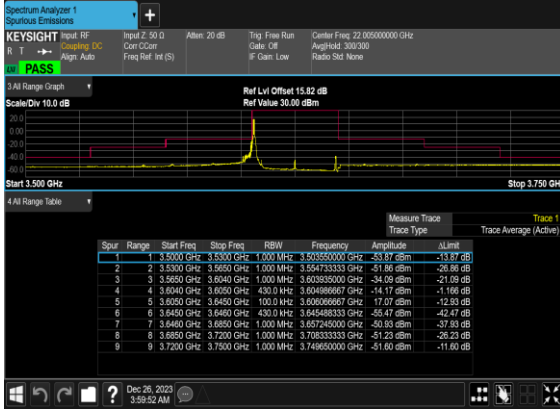 Spectrum Analyzer 1
Spurious Emissions
KEYSIGHT Input: RF Input Z: 50 Ω Atten: 20 dB Trig: Free Run Center Freq: 22.005000000 GHz
R T Coupling: DC Corr CCorr Gate: Off Avg|Hold: 300/300
Align: Auto Freq Ref: Int (S) IF Gain: Low Radio Std: None
PASS
3 All Range Graph
Ref Lvl Offset 15.82 dB
Scale/Div 10.0 dB Ref Value 30.00 dBm
20.0
0.00
-20.0
-40.0
-60.0
Start 3.500 GHz Stop 3.750 GH
4 All Range Table
Measure Trace Trace 1
Trace Type Trace Average (Active)
Spur Range Start Freq Stop Freq RBW Frequency Amplitude ΔLimit
1 1 3.5000 GHz 3.5300 GHz 1.000 MHz 3.503550000 GHz -53.87 dBm -13.87 dB
2 2 3.5300 GHz 3.5650 GHz 1.000 MHz 3.554733333 GHz -51.86 dBm -26.86 dB
3 3 3.5650 GHz 3.6040 GHz 1.000 MHz 3.603935000 GHz -34.09 dBm -21.09 dB
4 4 3.6040 GHz 3.6050 GHz 430.0 kHz 3.604986667 GHz -14.17 dBm -1.166 dB
5 5 3.6050 GHz 3.6450 GHz 100.0 kHz 3.606066667 GHz 17.07 dBm -12.93 dB
6 6 3.6450 GHz 3.6460 GHz 430.0 kHz 3.645488333 GHz -55.47 dBm -42.47 dB
7 7 3.6460 GHz 3.6850 GHz 1.000 MHz 3.657245000 GHz -50.93 dBm -37.93 dB
8 8 3.6850 GHz 3.7200 GHz 1.000 MHz 3.708333333 GHz -51.23 dBm -26.23 dB
9 9 3.7200 GHz 3.7500 GHz 1.000 MHz 3.749650000 GHz -51.60 dBm -11.60 dB
Dec 26, 2023
3:59:52 AM